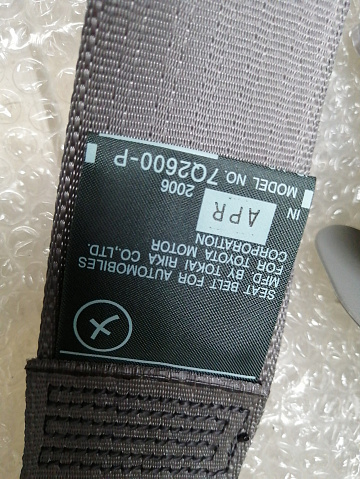 SEAT BELT FOR AUTOMOBILES
MFD. BY TOKAI RIKA CO.,LTD.
FOR TOYOTA MOTOR
CORPORATION
APR
IN 2006
MODEL NO. 7Q2600-P